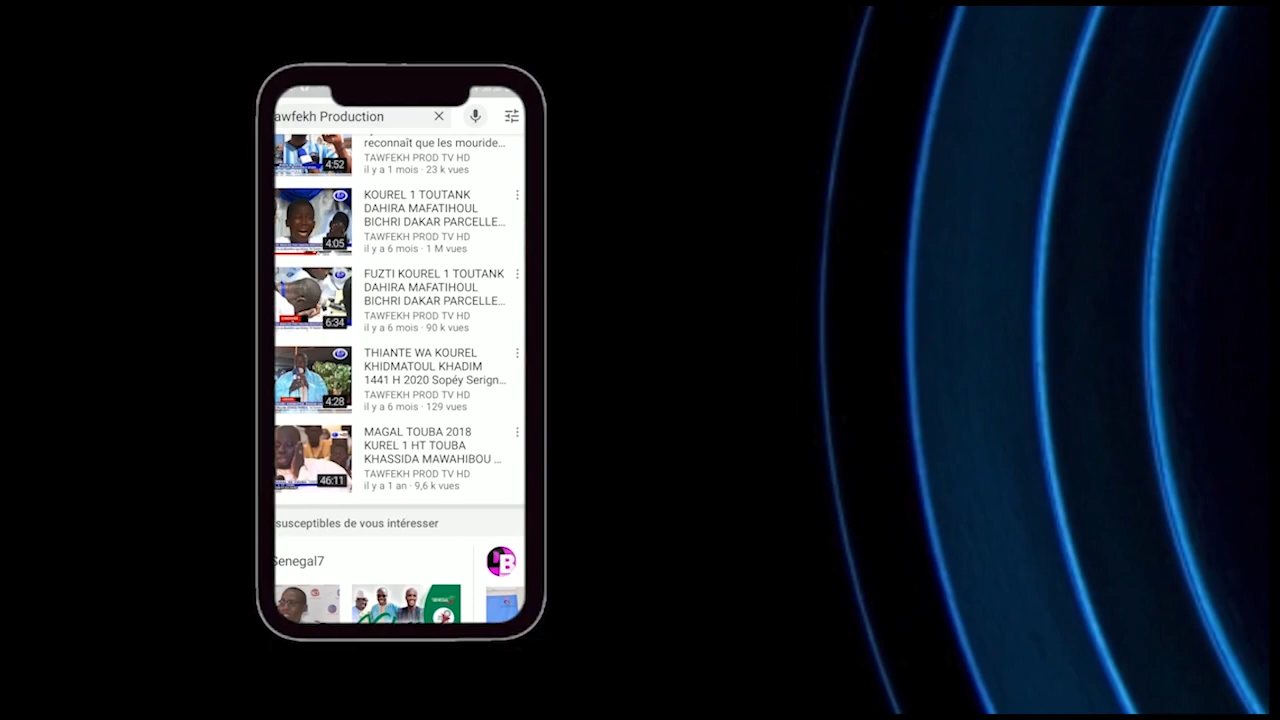 awfekh Production
4:52
reconnaît que les mouride…
TAWFEKH PROD TV HD
il y a 1 mois · 23 k vues
4:05
KOUREL 1 TOUTANK
DAHIRA MAFATIHOUL
BICHRI DAKAR PARCELLE…
TAWFEKH PROD TV HD
il y a 6 mois · 1 M vues
6:34
FUZTI KOUREL 1 TOUTANK
DAHIRA MAFATIHOUL
BICHRI DAKAR PARCELLE…
TAWFEKH PROD TV HD
il y a 6 mois · 90 k vues
4:28
THIANTE WA KOUREL
KHIDMATOUL KHADIM
1441 H 2020 Sopéy Serign…
TAWFEKH PROD TV HD
il y a 6 mois · 129 vues
46:11
MAGAL TOUBA 2018
KUREL 1 HT TOUBA
KHASSIDA MAWAHIBOU …
TAWFEKH PROD TV HD
il y a 1 an · 9,6 k vues
susceptibles de vous intéresser
Senegal7
B